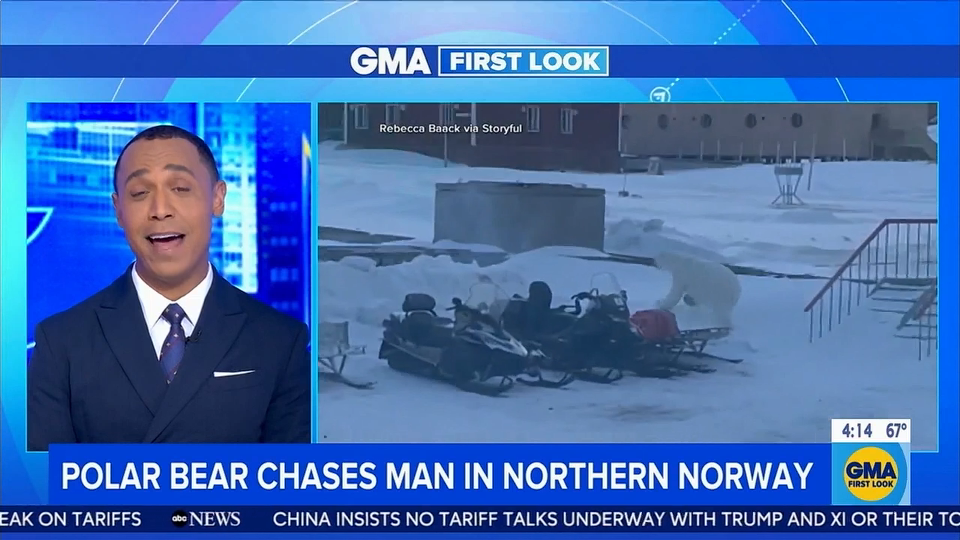 GMA FIRST LOOK
Rebecca Baack via Storyful
4:14 67°
POLAR BEAR CHASES MAN IN NORTHERN NORWAY
GMA
FIRST LOOK
EAK ON TARIFFS abc NEWS CHINA INSISTS NO TARIFF TALKS UNDERWAY WITH TRUMP AND XI OR THEIR TO